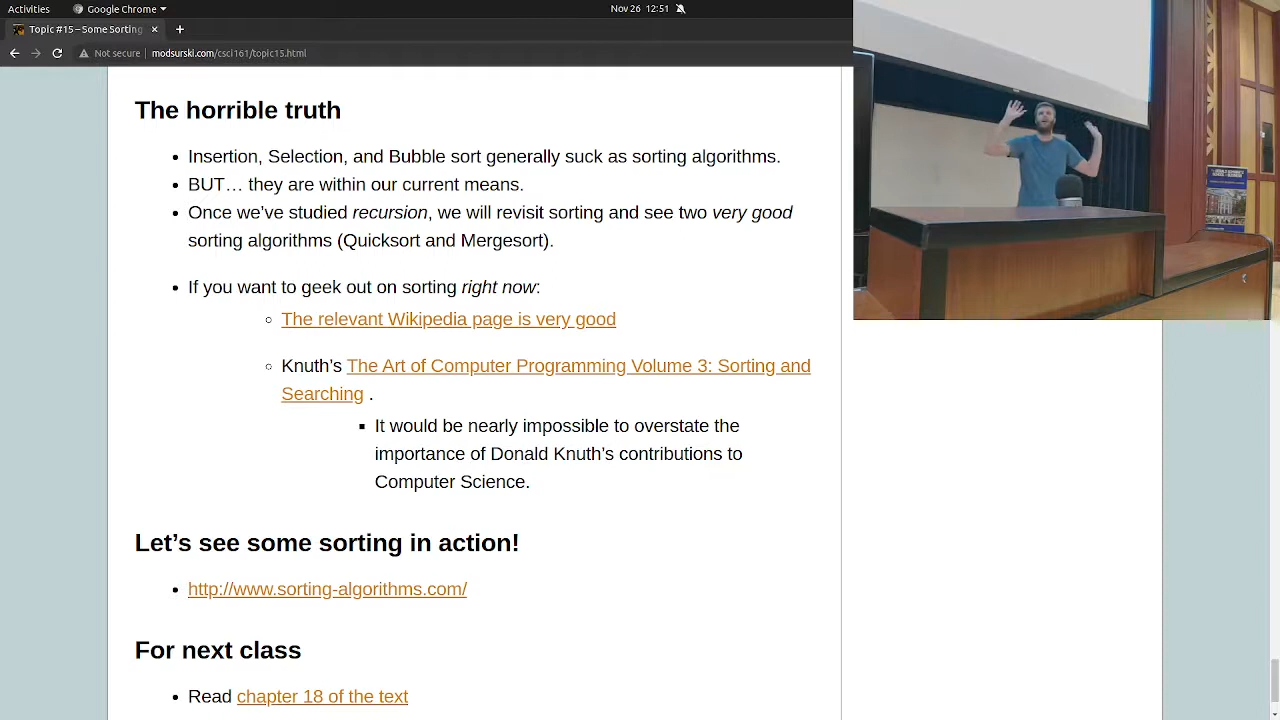 Activities
Google Chrome
Nov 26 12:51
Topic #15 – Some Sorting
Not secure
modsurski.com/csci161/topic15.html
The horrible truth
• Insertion, Selection, and Bubble sort generally suck as sorting algorithms.
• BUT… they are within our current means.
• Once we’ve studied recursion, we will revisit sorting and see two very good
sorting algorithms (Quicksort and Mergesort).
• If you want to geek out on sorting right now:
◦ The relevant Wikipedia page is very good
◦ Knuth’s The Art of Computer Programming Volume 3: Sorting and
Searching .
▪ It would be nearly impossible to overstate the
importance of Donald Knuth’s contributions to
Computer Science.
Let’s see some sorting in action!
• http://www.sorting-algorithms.com/
For next class
• Read chapter 18 of the text